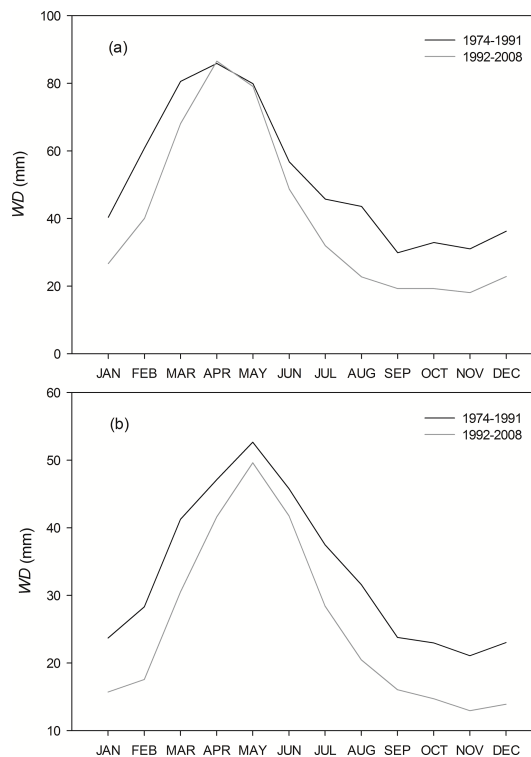 100
(a)
1974-1991
1992-2008
80
60
WD (mm)
40
20
0
JAN FEB MAR APR MAY JUN JUL AUG SEP OCT NOV DEC
60
(b)
1974-1991
1992-2008
50
40
WD (mm)
30
20
10
JAN FEB MAR APR MAY JUN JUL AUG SEP OCT NOV DEC